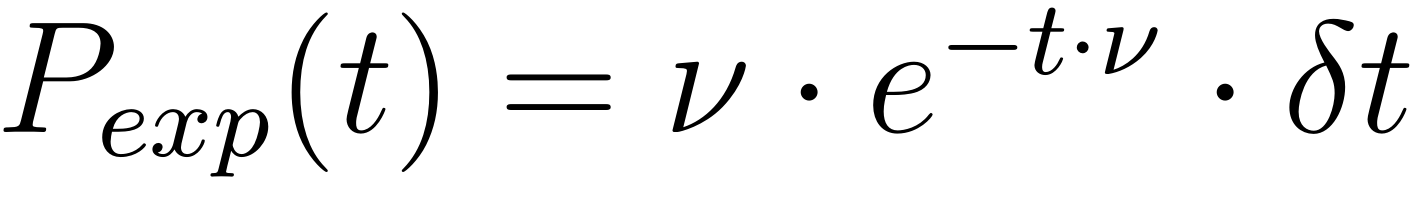 P_{exp}(t) = ν · e^{−t·ν} · δt